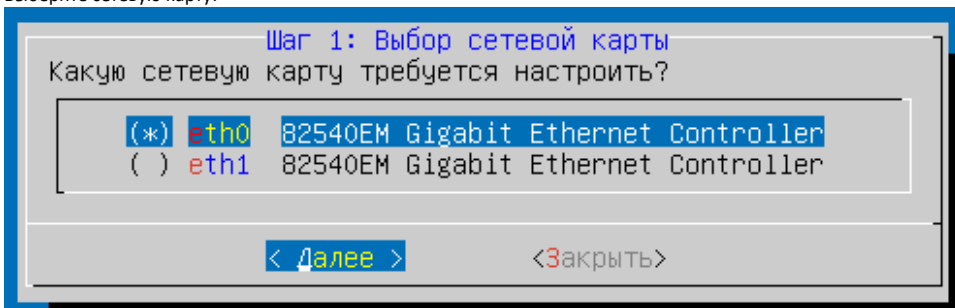 Шаг 1: Выбор сетевой карты
Какую сетевую карту требуется настроить?
(*) eth0 82540EM Gigabit Ethernet Controller
( ) eth1 82540EM Gigabit Ethernet Controller
< Далее > <Закрыть>